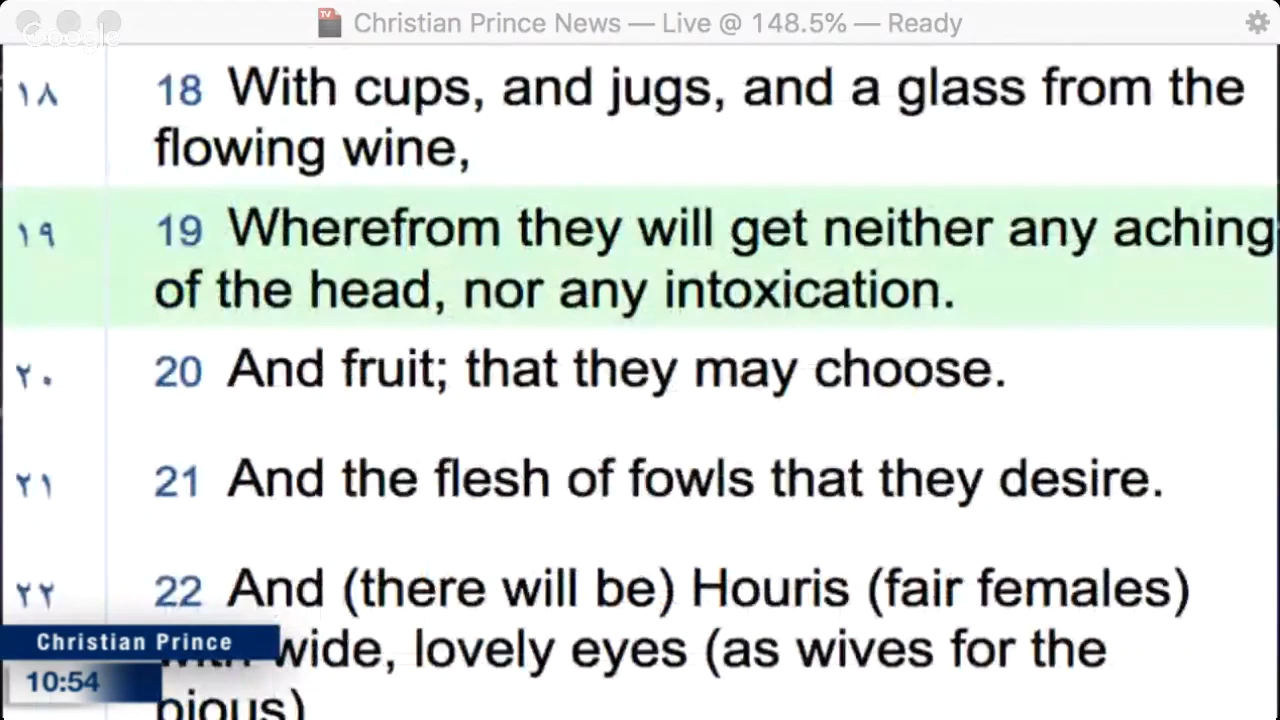 Google
Christian Prince News — Live @ 148.5% — Ready
١٨ 18 With cups, and jugs, and a glass from the
flowing wine,
١٩ 19 Wherefrom they will get neither any aching
of the head, nor any intoxication.
٢٠ 20 And fruit; that they may choose.
٢١ 21 And the flesh of fowls that they desire.
٢٢ 22 And (there will be) Houris (fair females)
wide, lovely eyes (as wives for the
pious)
Christian Prince
10:54